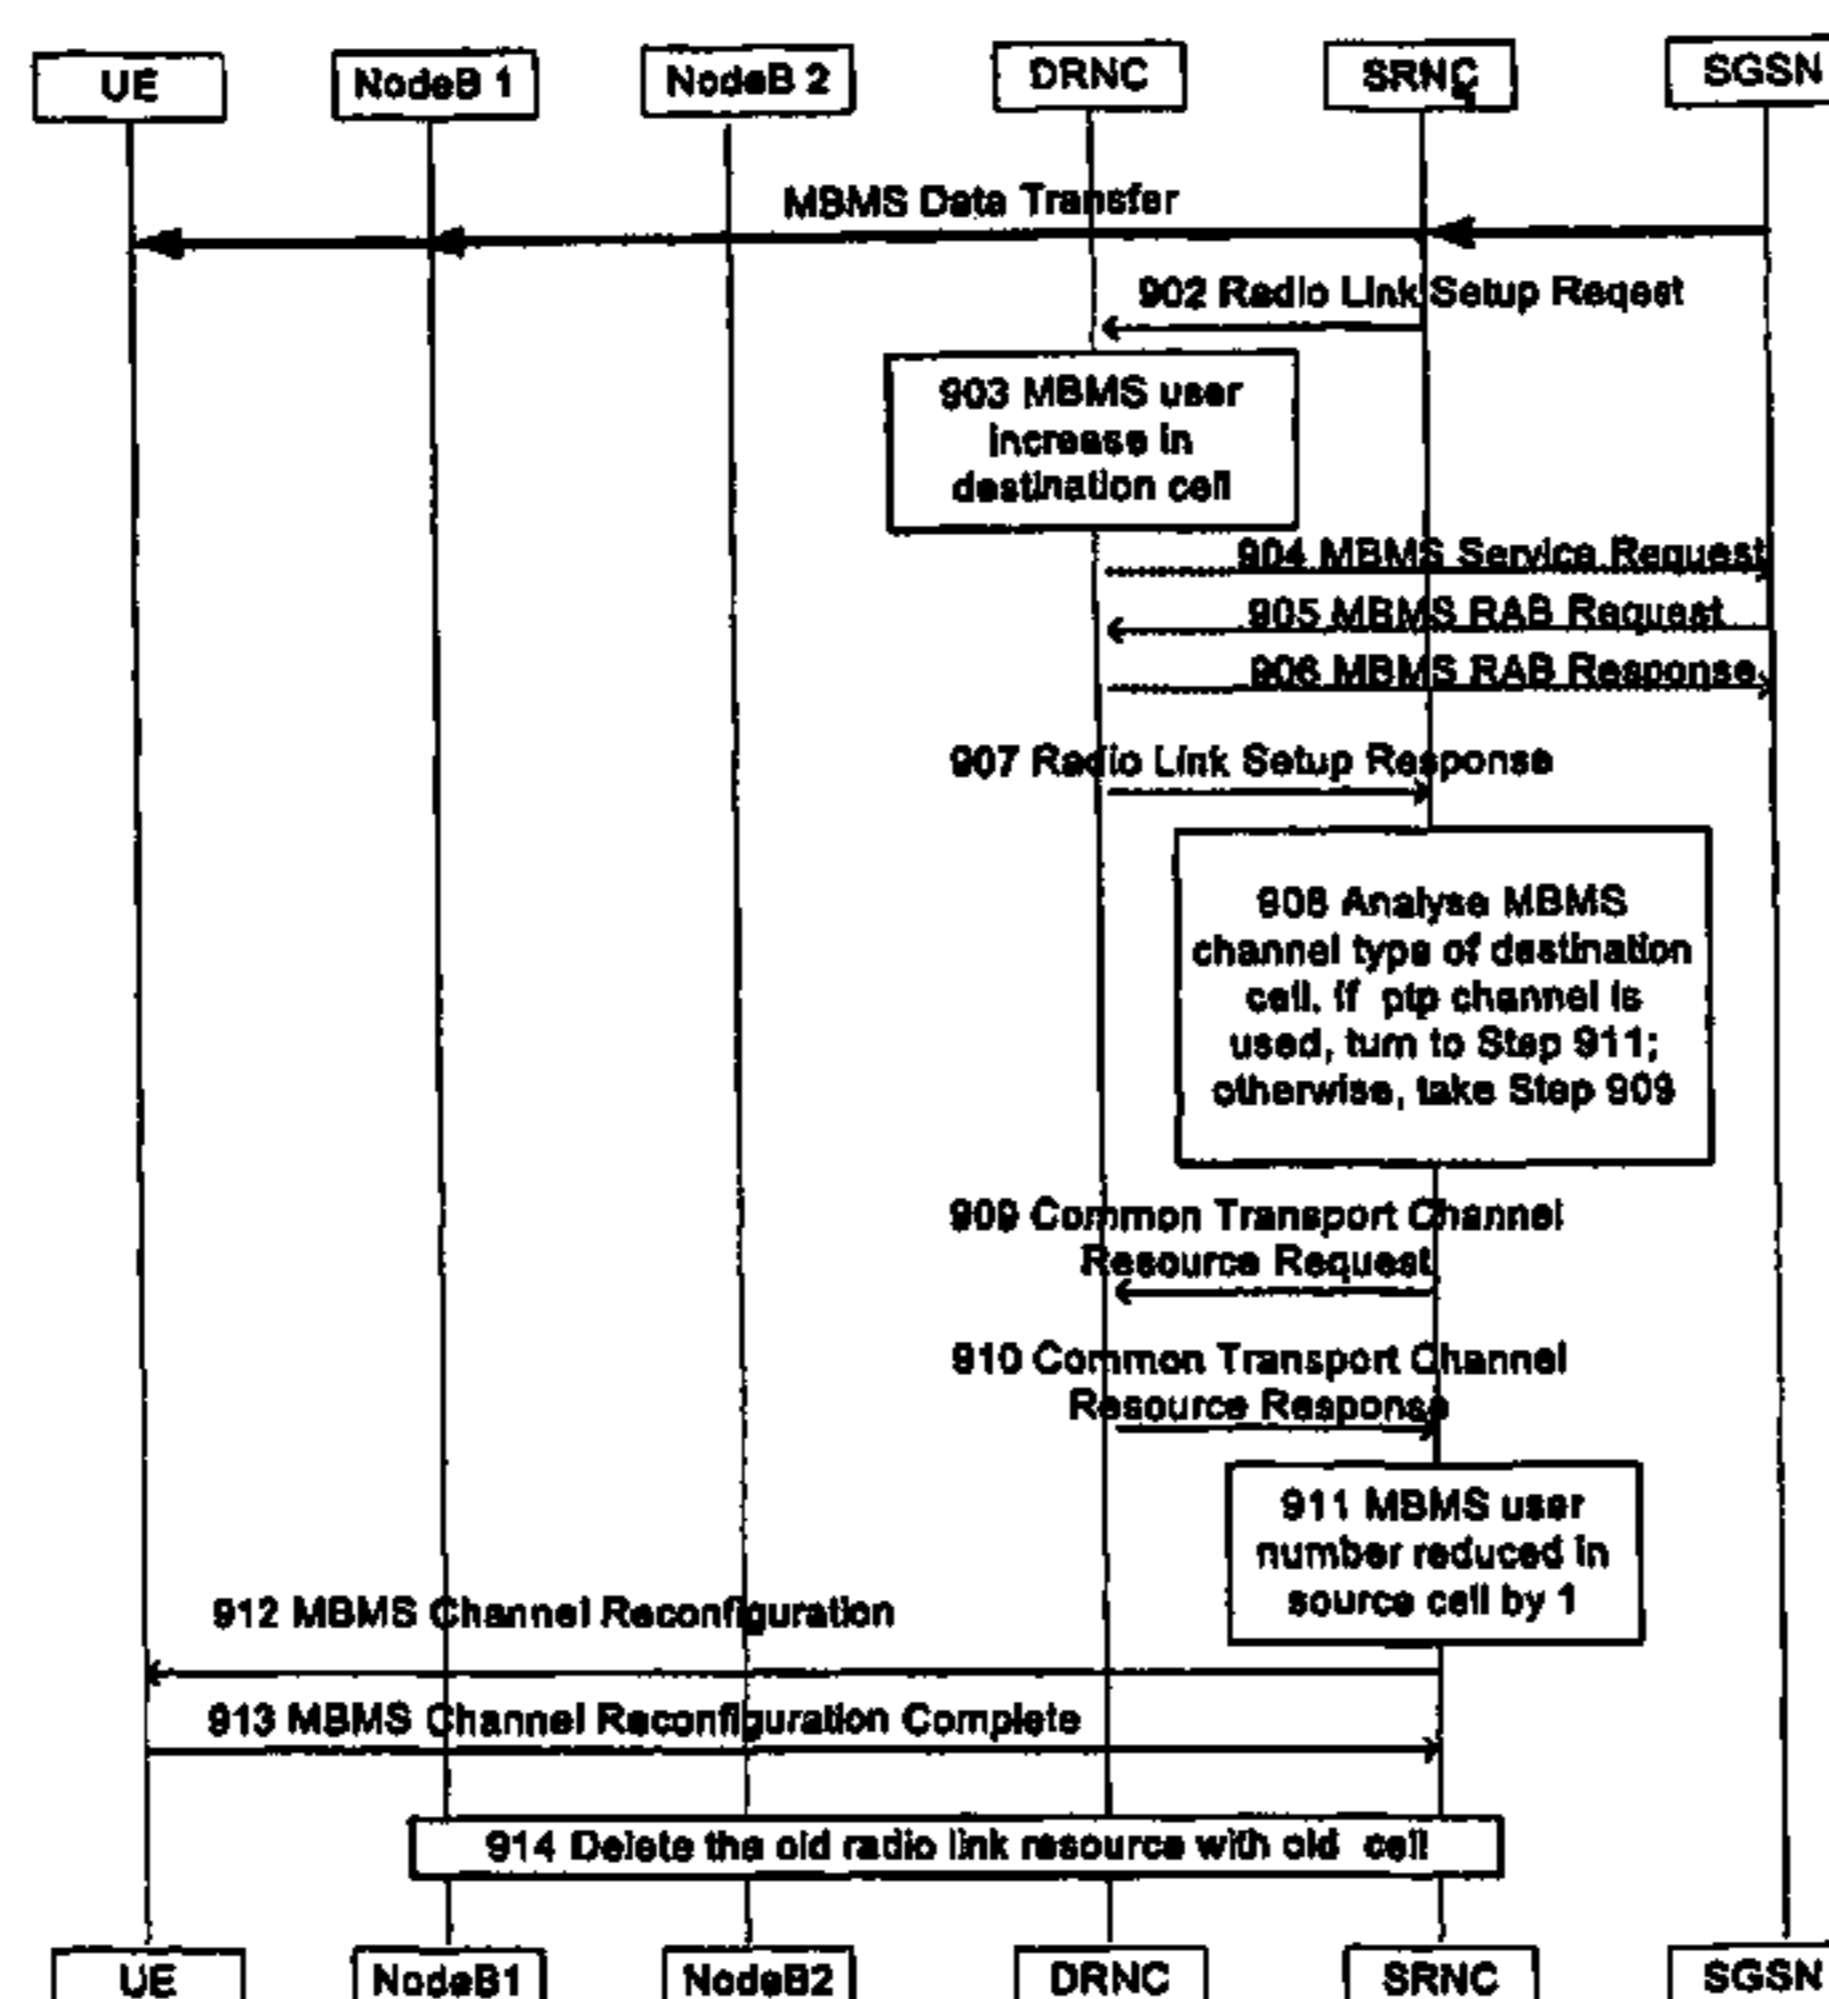 UE
NodeB 1
NodeB 2
DRNC
SRNC
SGSN
MBMS Data Transfer
902 Radio Link Setup Reqest
903 MBMS user
increase in
destination cell
904 MBMS Service Request
905 MBMS RAB Request
906 MBMS RAB Response
907 Radio Link Setup Response
908 Analyse MBMS
channel type of destination
cell. if ptp channel is
used, turn to Step 911;
otherwise, take Step 909
909 Common Transport Channel
Resource Request
910 Common Transport Channel
Resource Response
911 MBMS user
number reduced in
source cell by 1
912 MBMS Channel Reconfiguration
913 MBMS Channel Reconfiguration Complete
914 Delete the old radio link resource with old cell
UE
NodeB1
NodeB2
DRNC
SRNC
SGSN